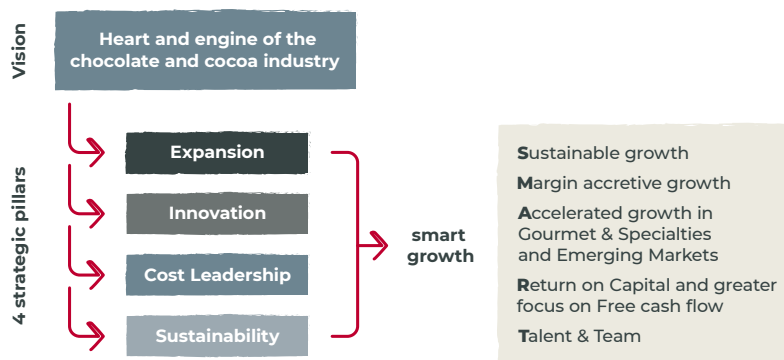 Vision
Heart and engine of the
chocolate and cocoa industry
4 strategic pillars
Expansion
Innovation
Cost Leadership
Sustainability
smart
growth
Sustainable growth
Margin accretive growth
Accelerated growth in
Gourmet & Specialties
and Emerging Markets
Return on Capital and greater
focus on Free cash flow
Talent & Team